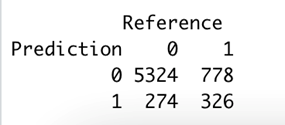 Reference
Prediction 0 1
0 5324 778
1 274 326